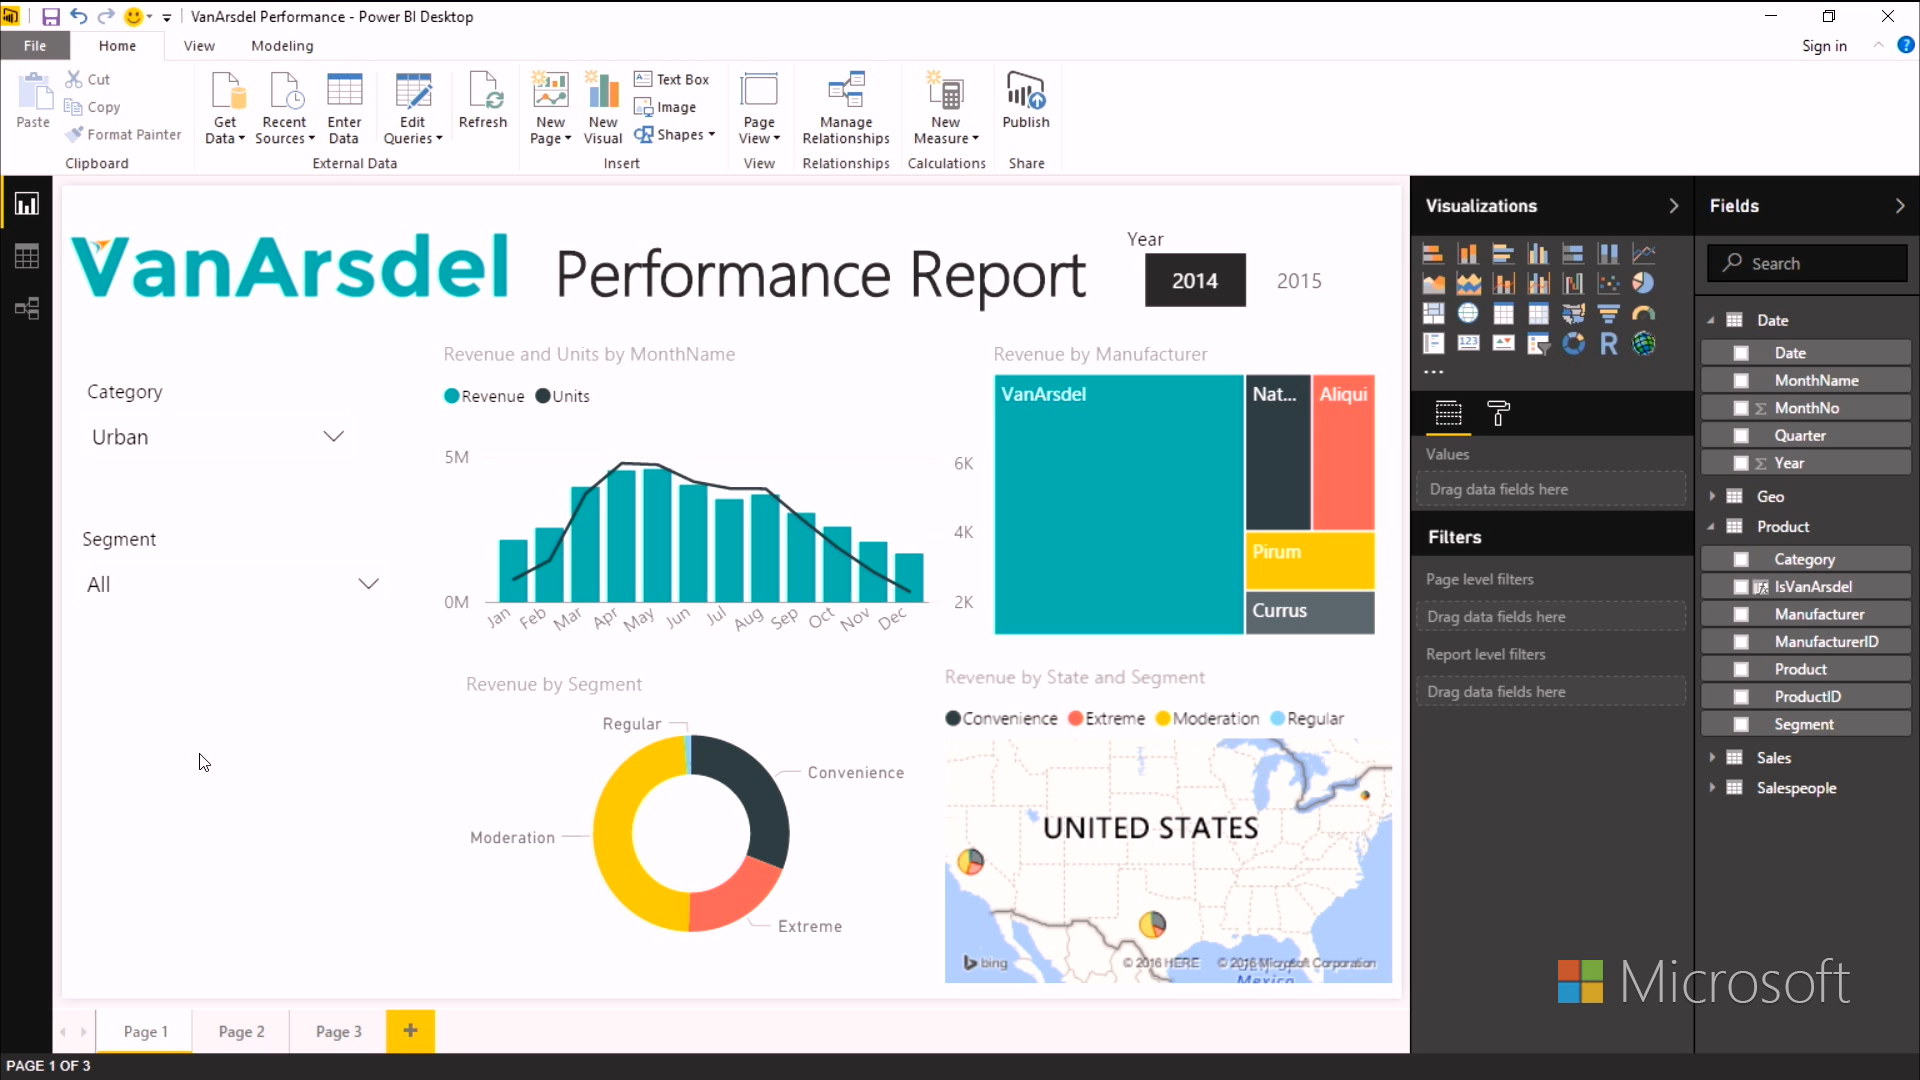 VanArsdel Performance - Power BI Desktop
File
Home
View
Modeling
Sign in
Paste
Cut
Copy
Format Painter
Clipboard
Get Data
Recent Sources
Enter Data
Edit Queries
Refresh
External Data
New Page
New Visual
Text Box
Image
Shapes
Insert
Page View
View
Manage Relationships
Relationships
New Measure
Calculations
Publish
Share
VanArsdel
Performance Report
Year
2014
2015
Category
Urban
Segment
All
Revenue and Units by MonthName
Revenue
Units
5M
0M
6K
4K
2K
Jan
Feb
Mar
Apr
May
Jun
Jul
Aug
Sep
Oct
Nov
Dec
Revenue by Manufacturer
VanArsdel
Nat...
Aliqui
Pirum
Currus
Revenue by Segment
Regular
Convenience
Moderation
Extreme
Revenue by State and Segment
Convenience
Extreme
Moderation
Regular
UNITED STATES
bing
© 2016 HERE
© 2016 Microsoft Corporation
Mexico
Visualizations
R
123
...
Values
Drag data fields here
Filters
Page level filters
Drag data fields here
Report level filters
Drag data fields here
Fields
Search
Date
Date
MonthName
MonthNo
Quarter
Year
Geo
Product
Category
IsVanArsdel
Manufacturer
ManufacturerID
Product
ProductID
Segment
Sales
Salespeople
Microsoft
Page 1
Page 2
Page 3
+
PAGE 1 OF 3